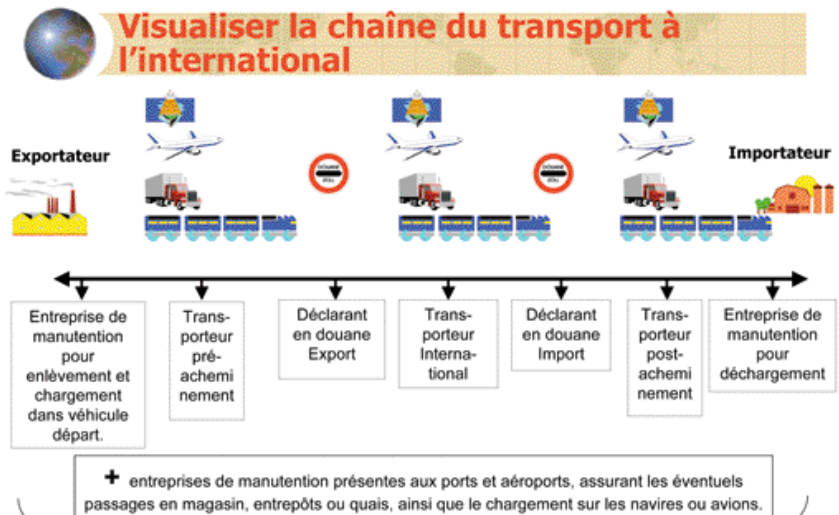 Visualiser la chaîne du transport à
l'international
Exportateur
Importateur
DOUANE
DOUANE
Entreprise de
manutention
pour
enlèvement et
chargement
dans véhicule
départ.
Trans-
porteur
pré-
achemi
nement
Déclarant
en douane
Export
Trans-
porteur
Interna-
tional
Déclarant
en douane
Import
Trans-
porteur
post-
achemi
nement
Entreprise de
manutention
pour
déchargement
+ entreprises de manutention présentes aux ports et aéroports, assurant les éventuels
passages en magasin, entrepôts ou quais, ainsi que le chargement sur les navires ou avions.